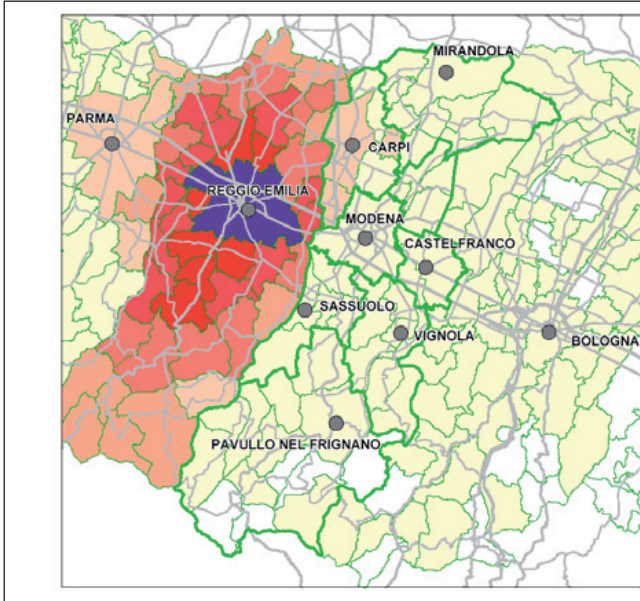 MIRANDOLA
PARMA
CARPI
REGGIO EMILIA
MODENA
CASTELFRANCO
SASSUOLO
VIGNOLA
BOLOGNA
PAVULLO NEL FRIGNANO